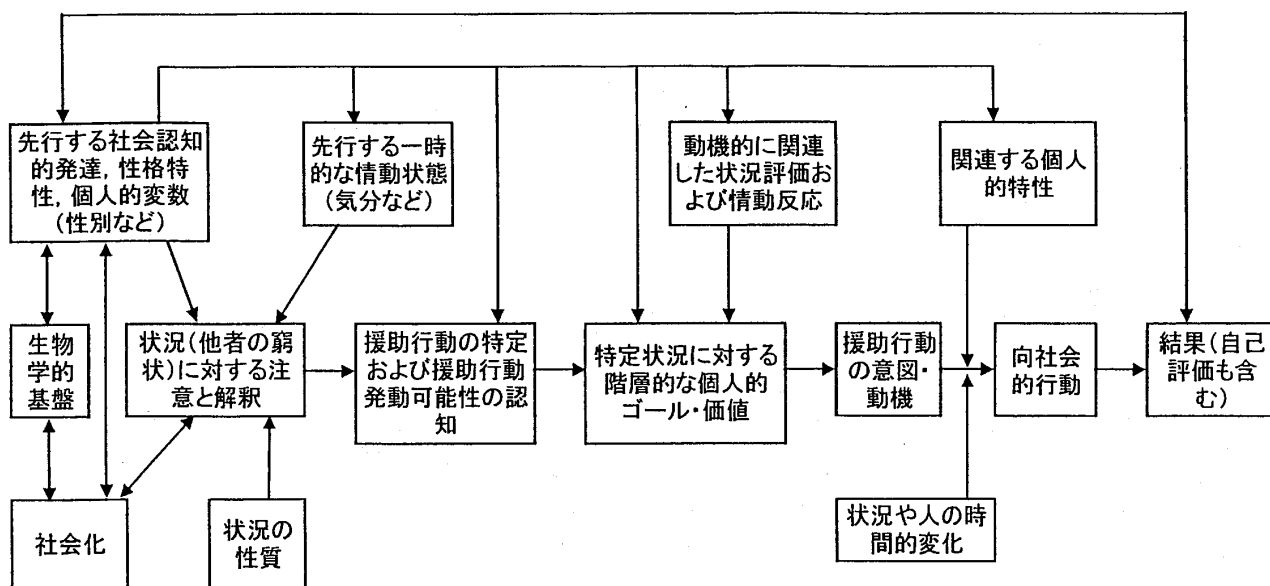 先行する社会認知
的発達, 性格特
性, 個人的変数
(性別など)
先行する一時
的な情動状態
(気分など)
動機的に関連
した状況評価お
よび情動反応
関連する個人
的特性
生物
学的
基盤
状況(他者の窮
状)に対する注
意と解釈
援助行動の特定
および援助行動
発動可能性の認
知
特定状況に対する
階層的な個人的
ゴール・価値
援助行動
の意図・
動機
向社会
的行動
結果(自己
評価も含
む)
社会化
状況の
性質
状況や人の時
間的変化